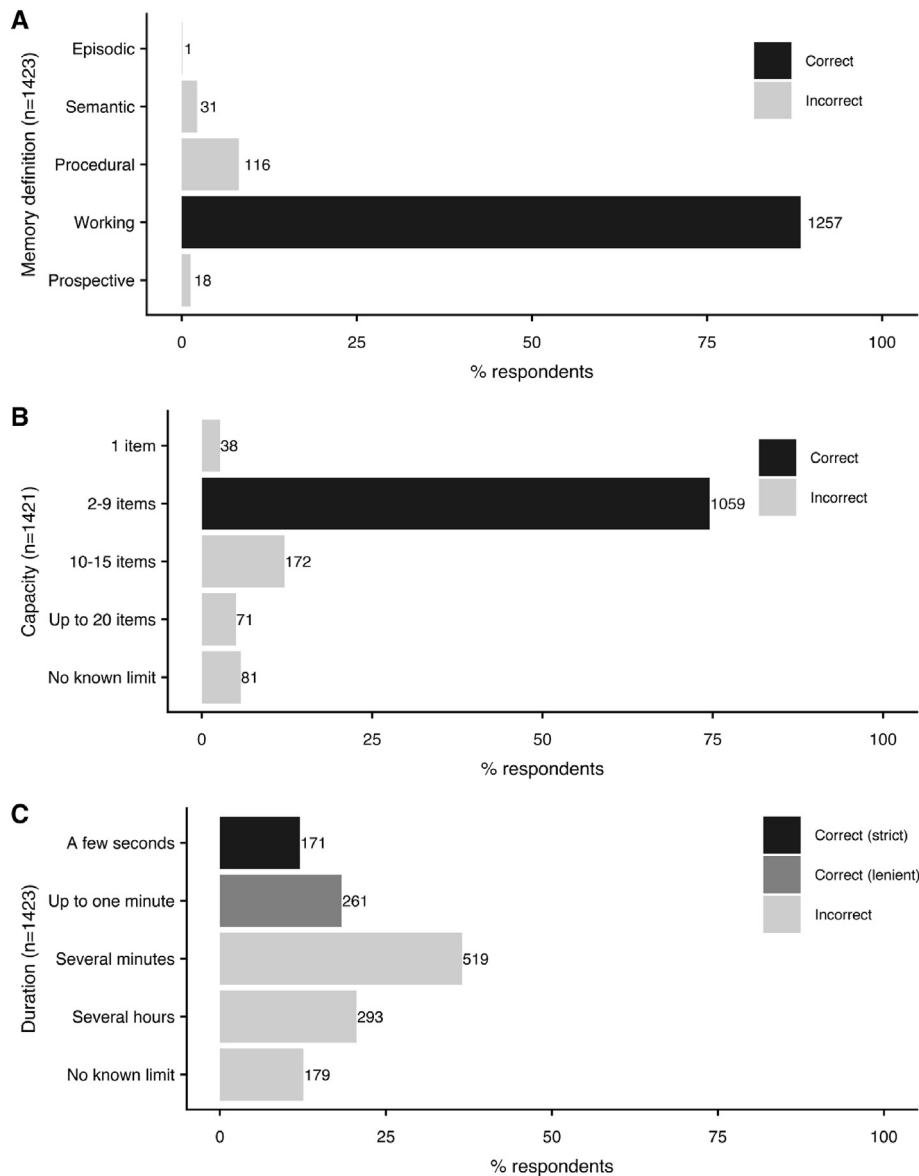 A
Memory definition (n=1423)
Episodic
1
Semantic
31
Procedural
116
Working
1257
Prospective
18
Correct
Incorrect
0 25 50 75 100
% respondents
B
Capacity (n=1421)
1 item
38
2-9 items
1059
10-15 items
172
Up to 20 items
71
No known limit
81
Correct
Incorrect
0 25 50 75 100
% respondents
C
Duration (n=1423)
A few seconds
171
Up to one minute
261
Several minutes
519
Several hours
293
No known limit
179
Correct (strict)
Correct (lenient)
Incorrect
0 25 50 75 100
% respondents